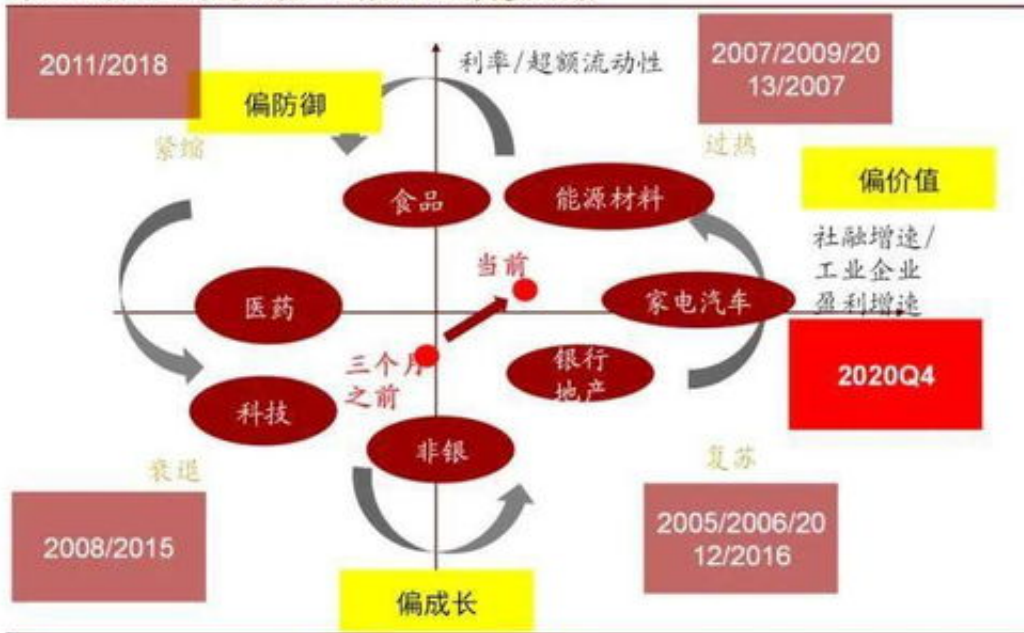 2011/2018
偏防御
紧缩
利率/超额流动性
2007/2009/20
13/2007
过热
偏价值
社融增速/
工业企业
盈利增速
食品
能源材料
当前
医药
家电汽车
三个月
之前
银行
地产
2020Q4
科技
非银
衰退
复苏
2008/2015
2005/2006/20
12/2016
偏成长